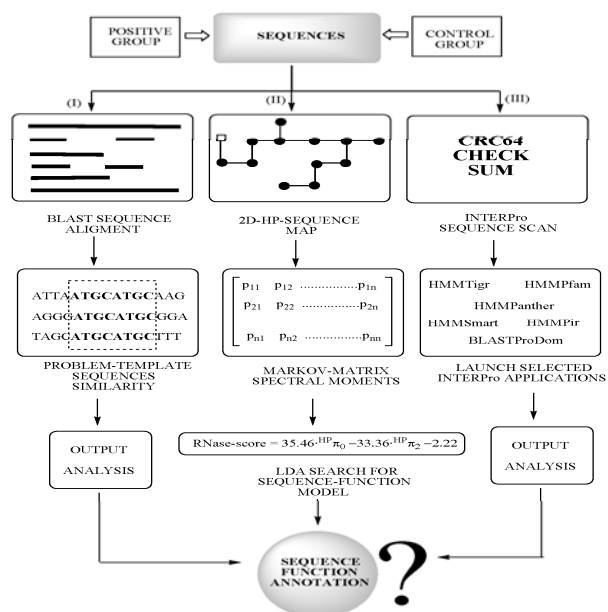 POSITIVE
GROUP
SEQUENCES
CONTROL
GROUP
(I)
(II)
(III)
CRC64
CHECK
SUM
BLAST SEQUENCE
ALIGMENT
2D-HP-SEQUENCE
MAP
INTERPro
SEQUENCE SCAN
ATTAATGCATGCAAG
AGGGATGCATGCGGA
TAGCATGCATGCTTT
p11 p12 ................p1n
p21 p22 ................p2n
pn1 pn2 ................pnn
HMMTigr HMMPfam
HMMPanther
HMMSmart HMMPir
BLASTProDom
PROBLEM-TEMPLATE
SEQUENCES
SIMILARITY
MARKOV-MATRIX
SPECTRAL MOMENTS
LAUNCH SELECTED
INTERPro APPLICATIONS
OUTPUT
ANALYSIS
RNase-score = 35.46·HPπ0 −33.36·HPπ2 −2.22
LDA SEARCH FOR
SEQUENCE-FUNCTION
MODEL
OUTPUT
ANALYSIS
SEQUENCE
FUNCTION
ANNOTATION
?